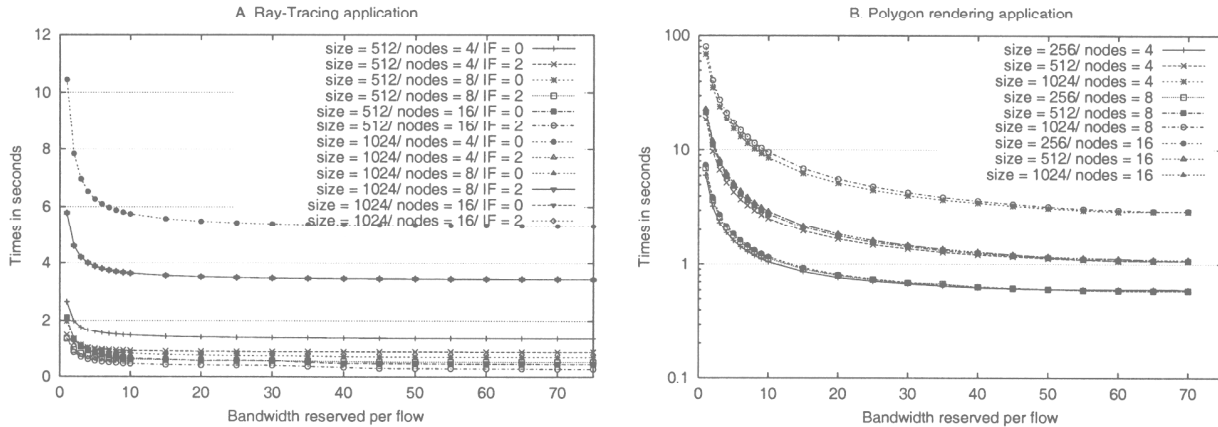 A. Ray-Tracing application
12
10
8
6
4
2
0
0 10 20 30 40 50 60 70
Times in seconds
Bandwidth reserved per flow
size = 512/ nodes = 4/ IF = 0
size = 512/ nodes = 4/ IF = 2
size = 512/ nodes = 8/ IF = 0
size = 512/ nodes = 8/ IF = 2
size = 512/ nodes = 16/ IF = 0
size = 512/ nodes = 16/ IF = 2
size = 1024/ nodes = 4/ IF = 0
size = 1024/ nodes = 4/ IF = 2
size = 1024/ nodes = 8/ IF = 0
size = 1024/ nodes = 8/ IF = 2
size = 1024/ nodes = 16/ IF = 0
size = 1024/ nodes = 16/ IF = 2
B. Polygon rendering application
100
10
1
0.1
0 10 20 30 40 50 60 70
Times in seconds
Bandwidth reserved per flow
size = 256/ nodes = 4
size = 512/ nodes = 4
size = 1024/ nodes = 4
size = 256/ nodes = 8
size = 512/ nodes = 8
size = 1024/ nodes = 8
size = 256/ nodes = 16
size = 512/ nodes = 16
size = 1024/ nodes = 16